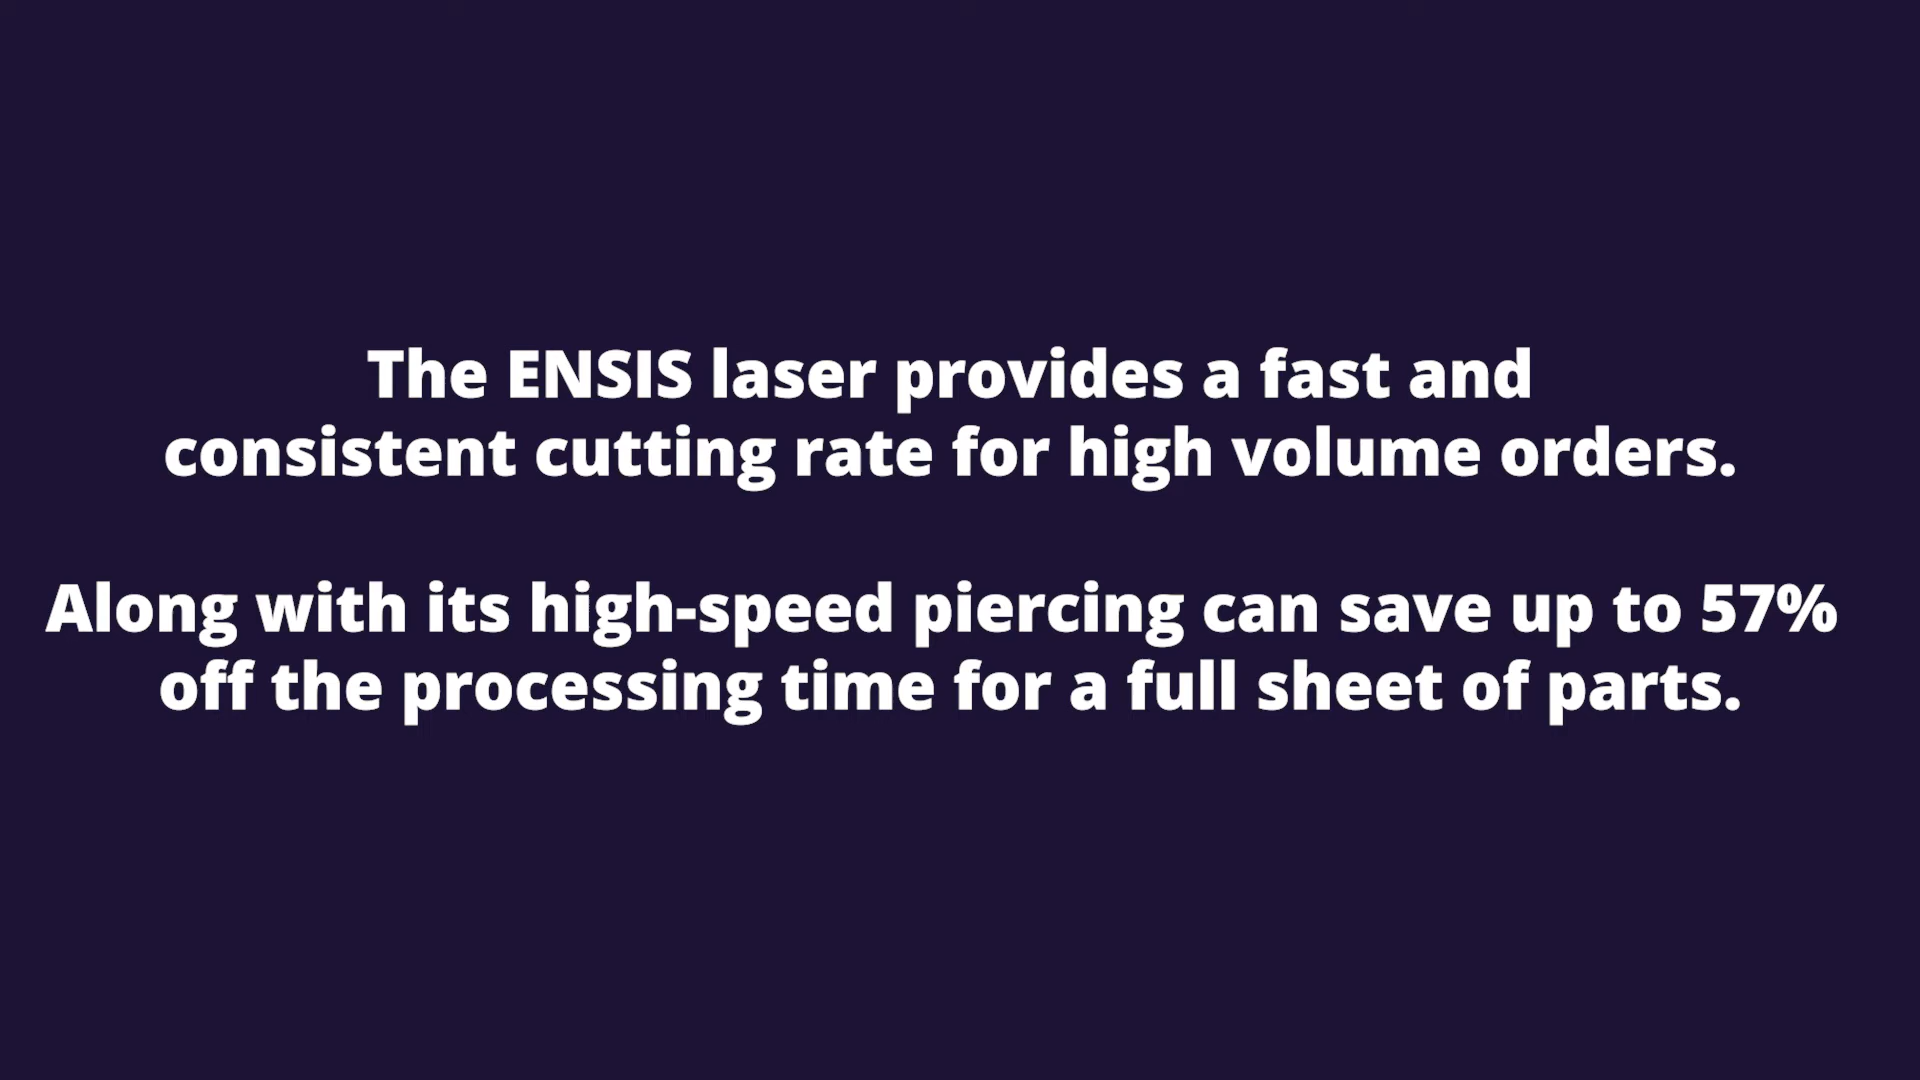 The ENSIS laser provides a fast and
consistent cutting rate for high volume orders.
Along with its high-speed piercing can save up to 57%
off the processing time for a full sheet of parts.